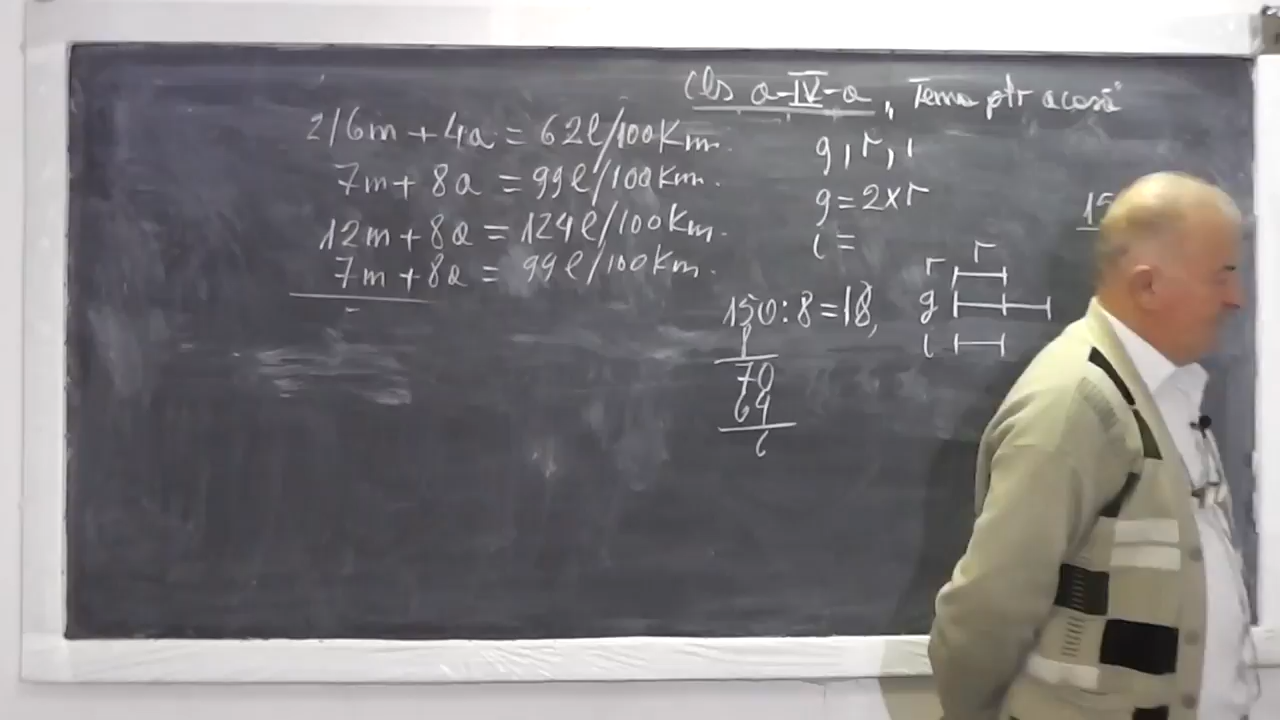 Cls a-IV-a, Tema ptr acasă
2/6m + 4a = 62l/100Km.
7m + 8a = 99l/100Km.
12m + 8a = 124l/100Km.
7m + 8a = 99l/100Km.
-
g, r, i
g = 2xr
i =
r
r
g
i
150:8=18,
8
70
64
6
15